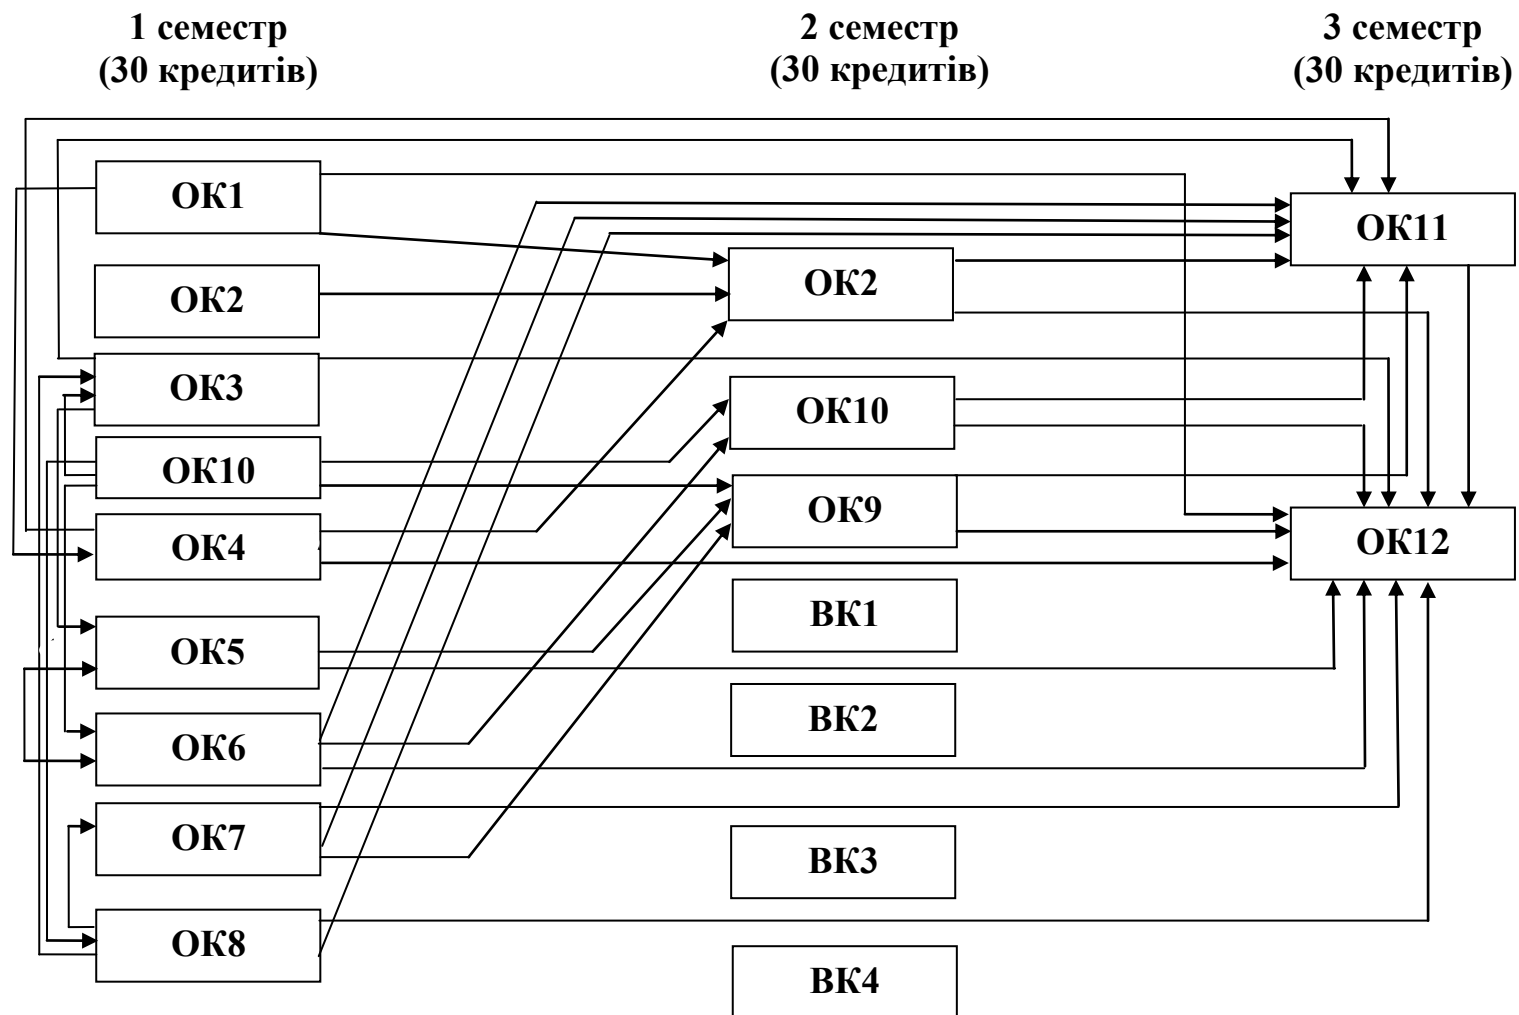 1 семестр
(30 кредитів)
2 семестр
(30 кредитів)
3 семестр
(30 кредитів)
ОК1
ОК2
ОК3
ОК10
ОК4
ОК5
ОК6
ОК7
ОК8
ОК2
ОК10
ОК9
ВК1
ВК2
ВК3
ВК4
ОК11
ОК12